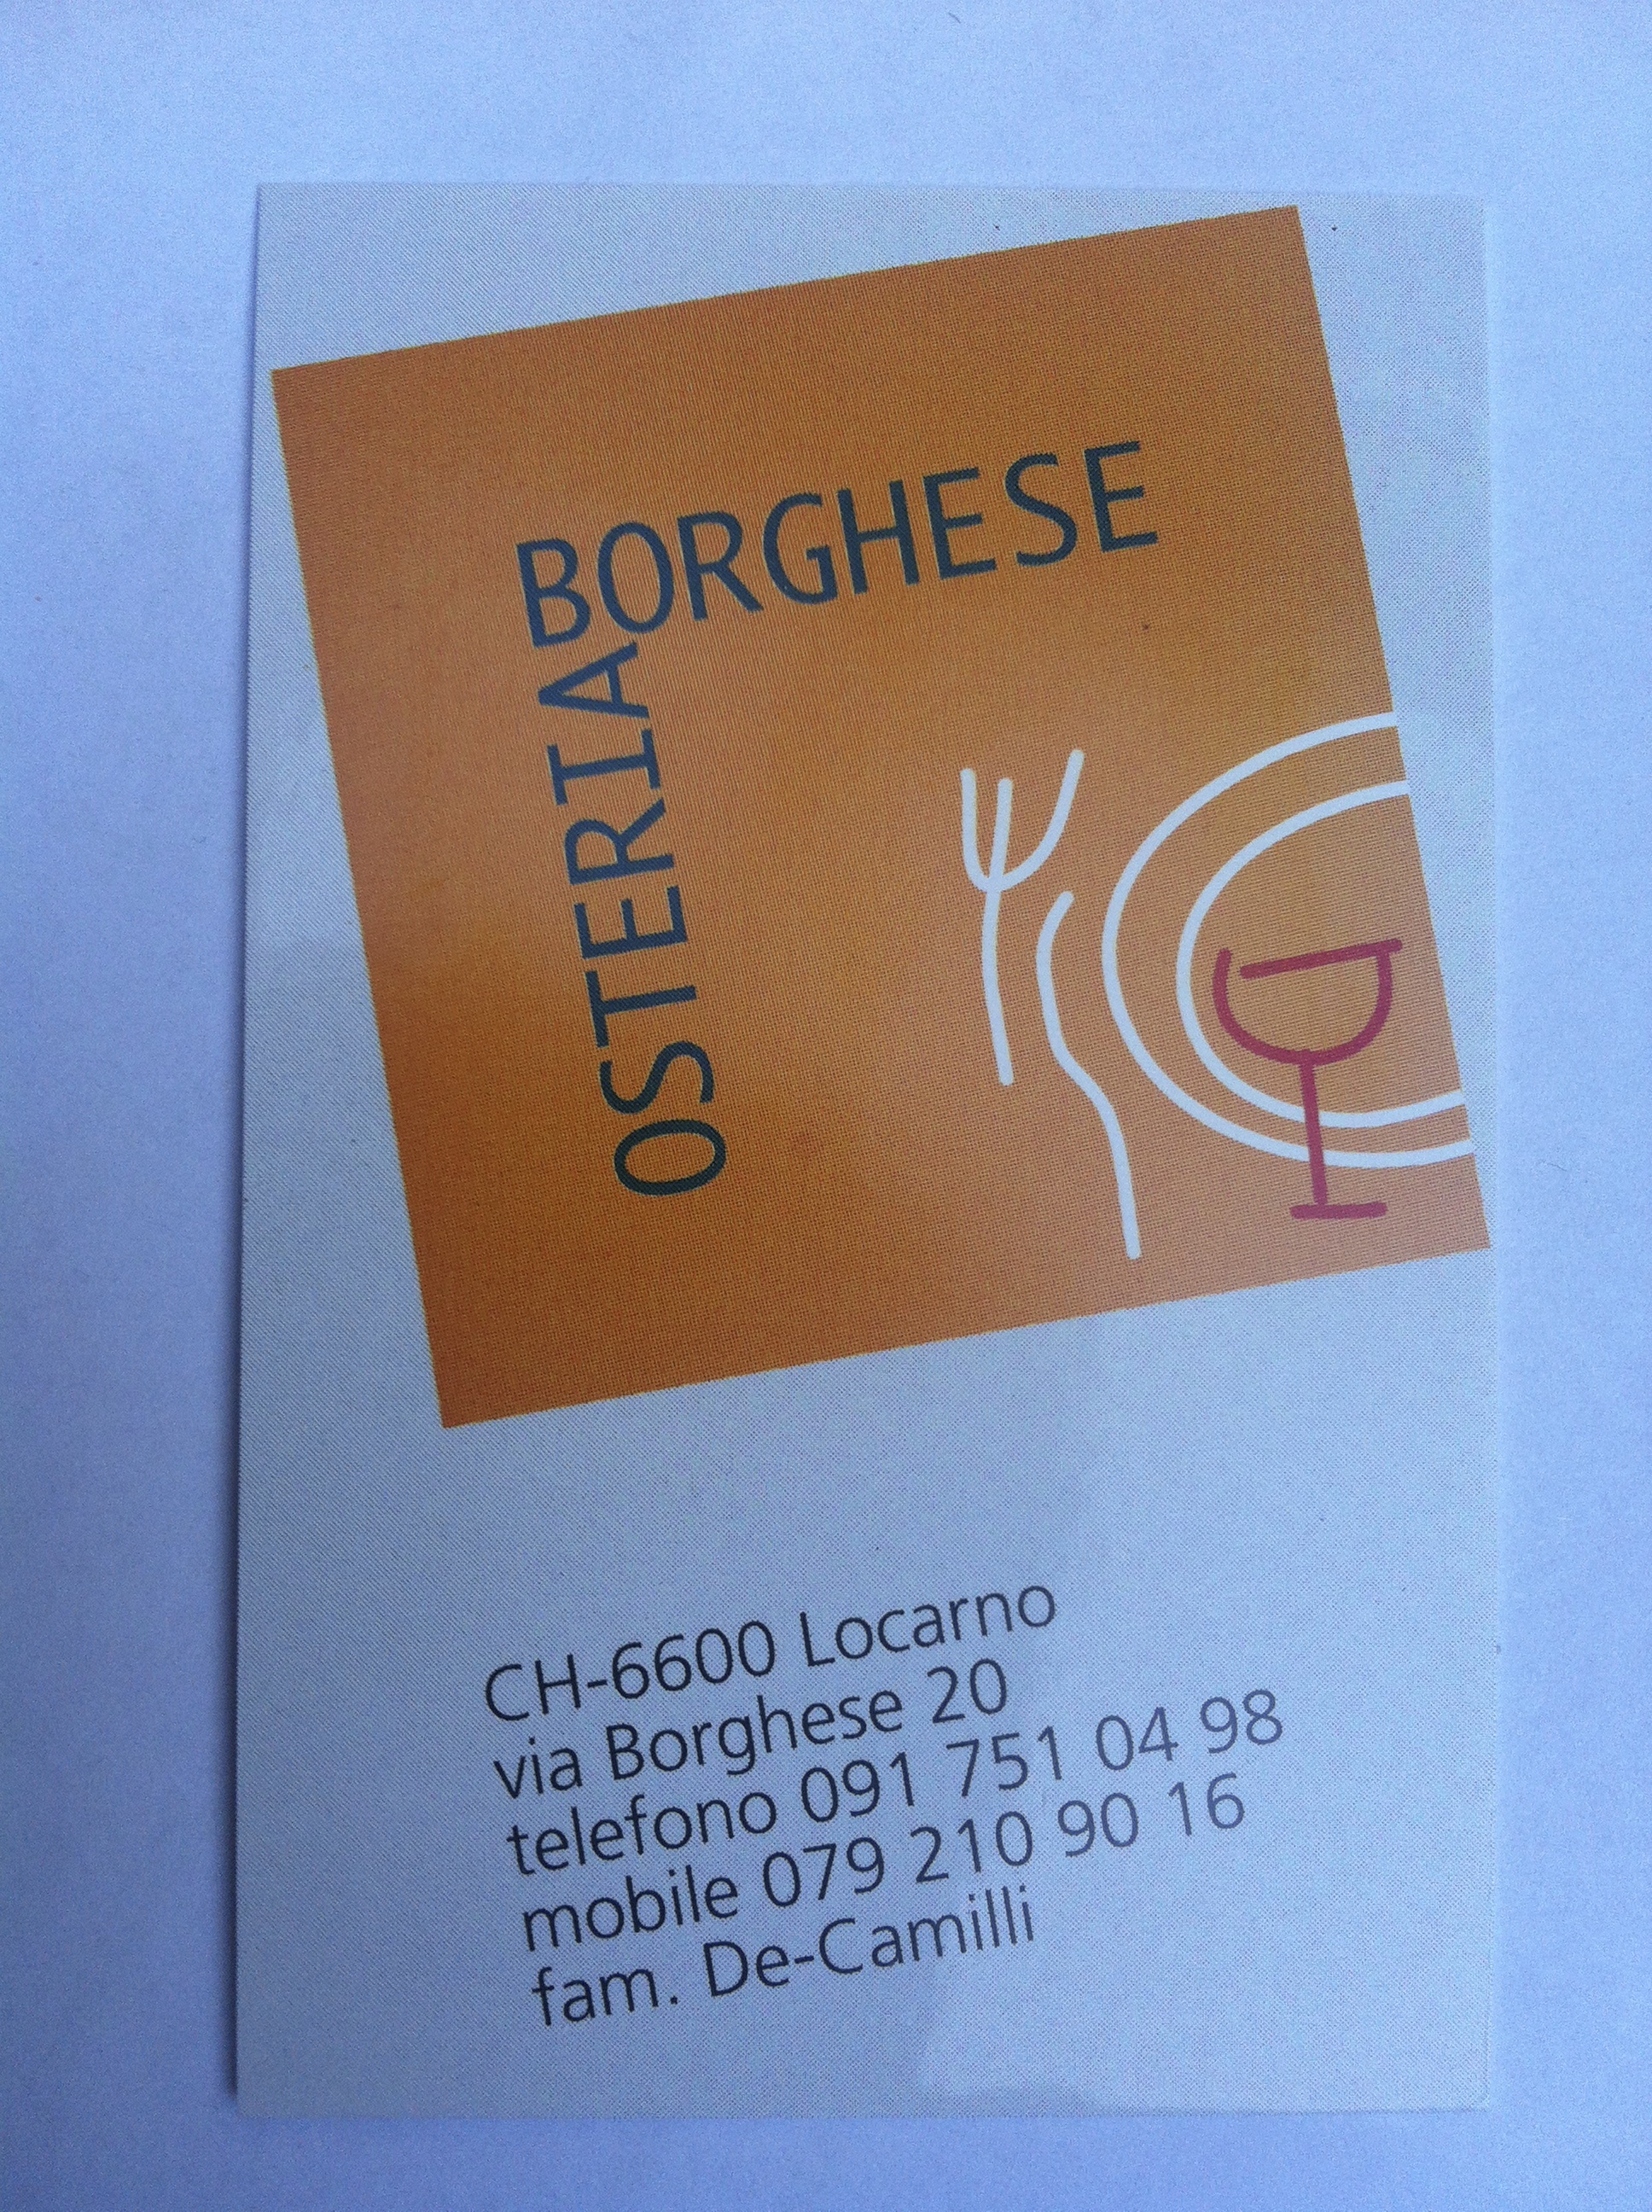 OSTERIA
BORGHESE
CH-6600 Locarno
via Borghese 20
telefono 091 751 04 98
mobile 079 210 90 16
fam. De-Camilli